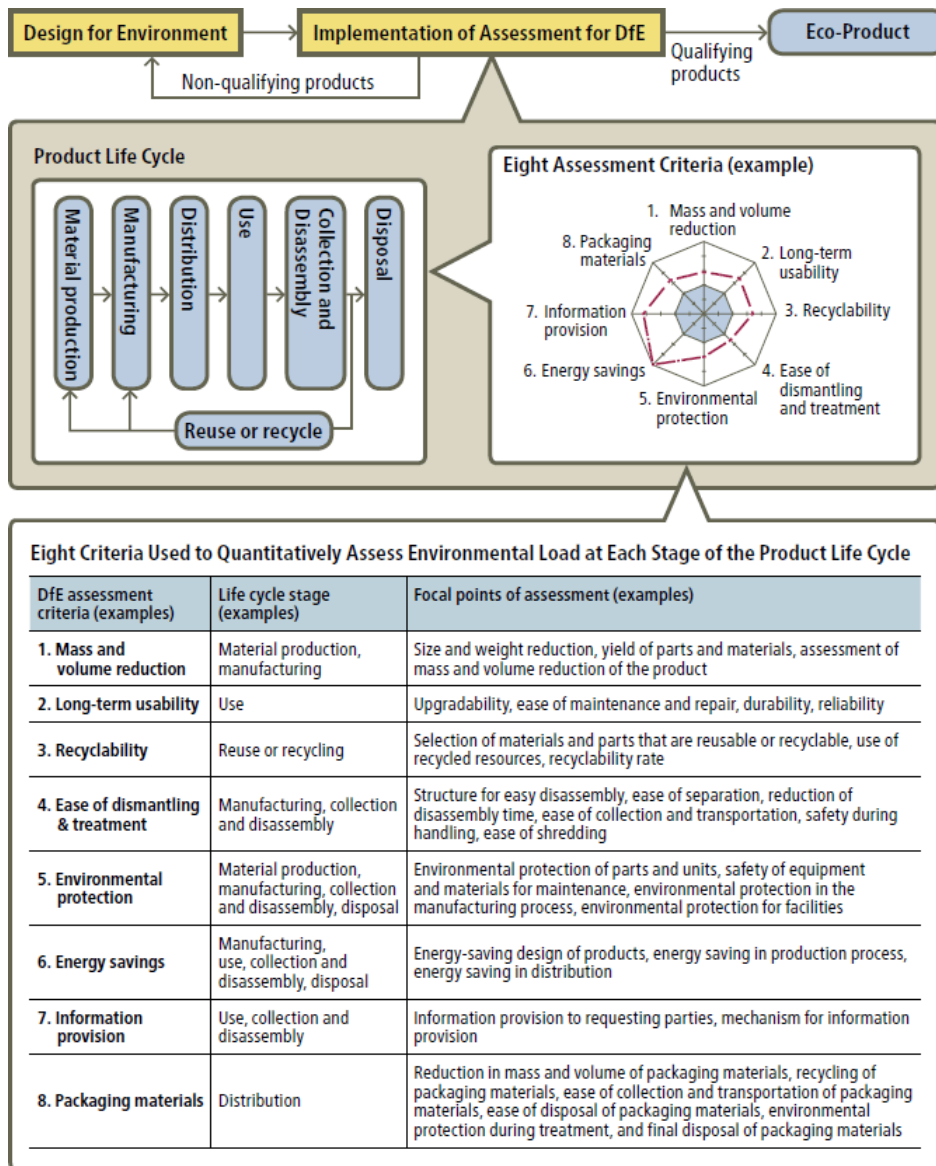 Design for Environment
Implementation of Assessment for DfE
Eco-Product
Qualifying
products
Non-qualifying products
Product Life Cycle
Material production
Manufacturing
Distribution
Use
Collection and
Disassembly
Disposal
Reuse or recycle
Eight Assessment Criteria (example)
1. Mass and volume
reduction
2. Long-term
usability
3. Recyclability
4. Ease of
dismantling
and treatment
5. Environmental
protection
6. Energy savings
7. Information
provision
8. Packaging
materials
Eight Criteria Used to Quantitatively Assess Environmental Load at Each Stage of the Product Life Cycle
DfE assessment
criteria (examples)
Life cycle stage
(examples)
Focal points of assessment (examples)
1. Mass and
volume reduction
Material production,
manufacturing
Size and weight reduction, yield of parts and materials, assessment of
mass and volume reduction of the product
2. Long-term usability
Use
Upgradability, ease of maintenance and repair, durability, reliability
3. Recyclability
Reuse or recycling
Selection of materials and parts that are reusable or recyclable, use of
recycled resources, recyclability rate
4. Ease of dismantling
& treatment
Manufacturing, collection
and disassembly
Structure for easy disassembly, ease of separation, reduction of
disassembly time, ease of collection and transportation, safety during
handling, ease of shredding
5. Environmental
protection
Material production,
manufacturing, collection
and disassembly, disposal
Environmental protection of parts and units, safety of equipment
and materials for maintenance, environmental protection in the
manufacturing process, environmental protection for facilities
6. Energy savings
Manufacturing,
use, collection and
disassembly, disposal
Energy-saving design of products, energy saving in production process,
energy saving in distribution
7. Information
provision
Use, collection and
disassembly
Information provision to requesting parties, mechanism for information
provision
8. Packaging materials
Distribution
Reduction in mass and volume of packaging materials, recycling of
packaging materials, ease of collection and transportation of packaging
materials, ease of disposal of packaging materials, environmental
protection during treatment, and final disposal of packaging materials